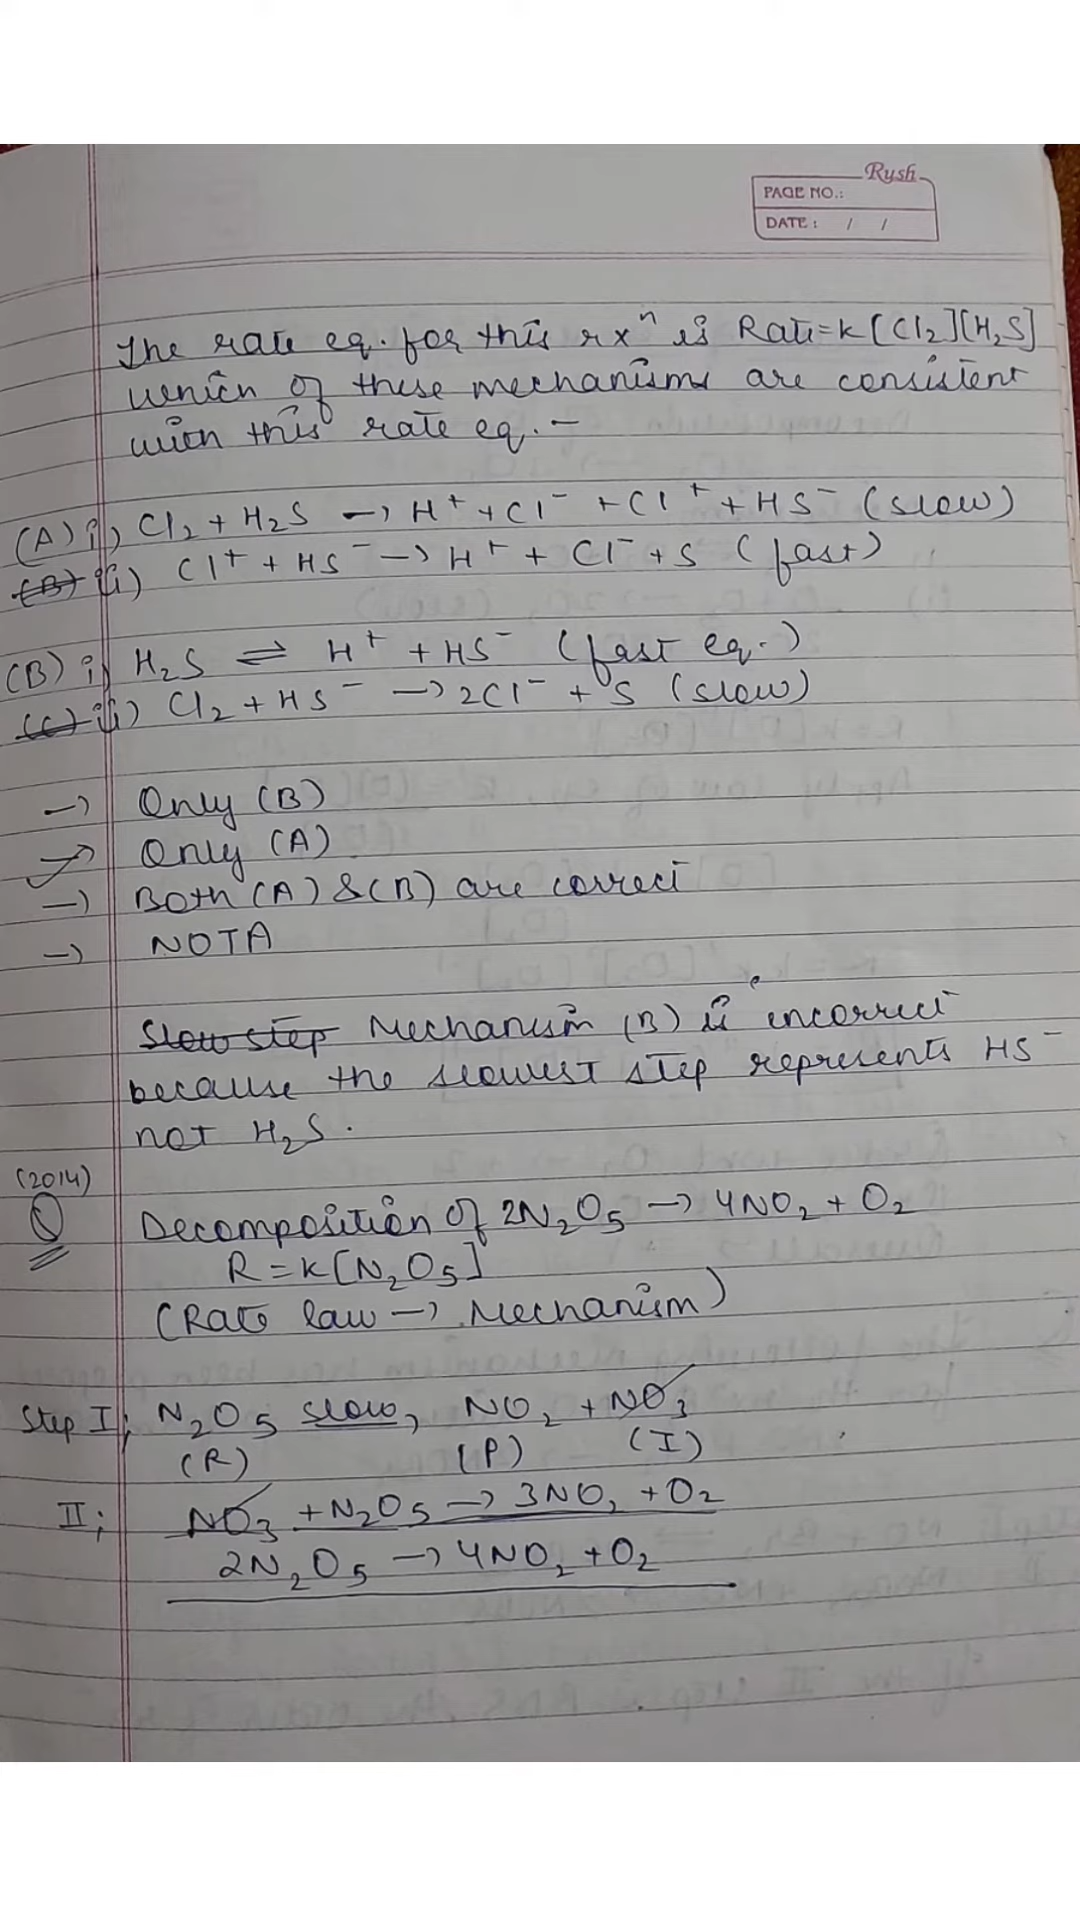 Rysh
PAGE NO.:
DATE : / /
The rate eq. for this rxⁿ is Rate=k[Cl₂][H₂S]
which of these mechanisms are consistent
with this rate eq. –
(A) i) Cl₂ + H₂S → H⁺ + Cl⁻ + Cl⁺ + HS⁻ (slow)
(B) ii) Cl⁺ + HS⁻ → H⁺ + Cl⁻ + S (fast)
(B) i) H₂S ⇌ H⁺ + HS⁻ (fast eq.)
(C) ii) Cl₂ + HS⁻ → 2Cl⁻ + S (slow)
→ Only (B)
→ Only (A)
→ Both (A) & (B) are correct
→ NOTA
Slow step Mechanism (B) is incorrect
because the slowest step represents HS⁻
not H₂S.
(2014)
Q Decomposition of 2N₂O₅ → 4NO₂ + O₂
R = k[N₂O₅]
(Rate law → Mechanism)
Step I; N₂O₅ slow, NO₂ + NO₃
(R) (P) (I)
II; NO₃ + N₂O₅ → 3NO₂ + O₂
2N₂O₅ → 4NO₂ + O₂